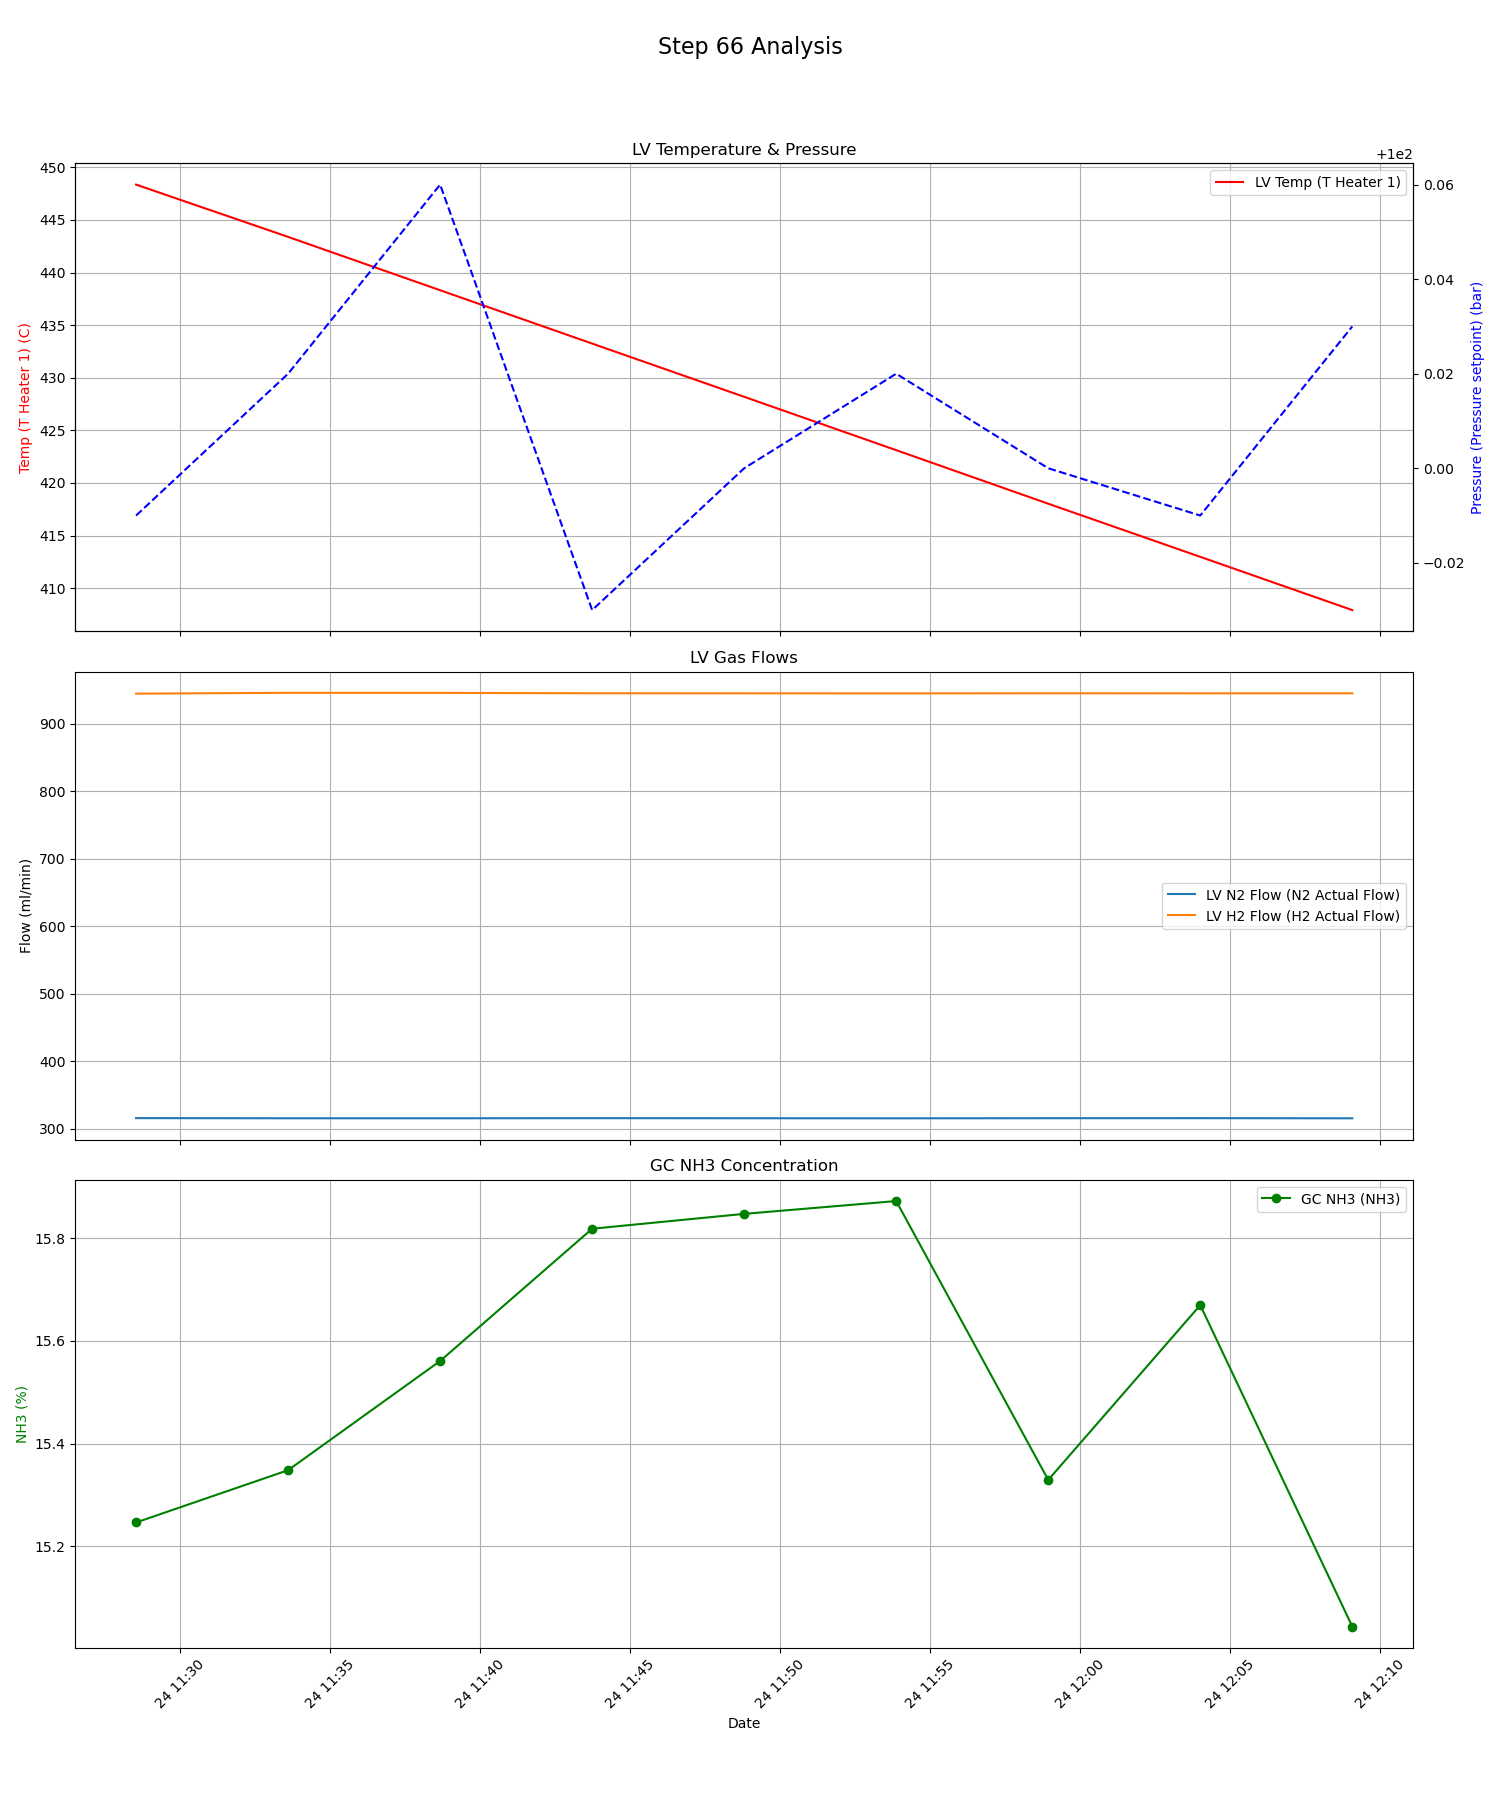 Step 66 Analysis
LV Temperature & Pressure
+1e2
450
445
440
435
430
425
420
415
410
Temp (T Heater 1) (C)
LV Temp (T Heater 1)
0.06
0.04
0.02
0.00
−0.02
Pressure (Pressure setpoint) (bar)
LV Gas Flows
900
800
700
600
500
400
300
Flow (ml/min)
LV N2 Flow (N2 Actual Flow)
LV H2 Flow (H2 Actual Flow)
GC NH3 Concentration
15.8
15.6
15.4
15.2
NH3 (%)
GC NH3 (NH3)
24 11:30
24 11:35
24 11:40
24 11:45
24 11:50
24 11:55
24 12:00
24 12:05
24 12:10
Date